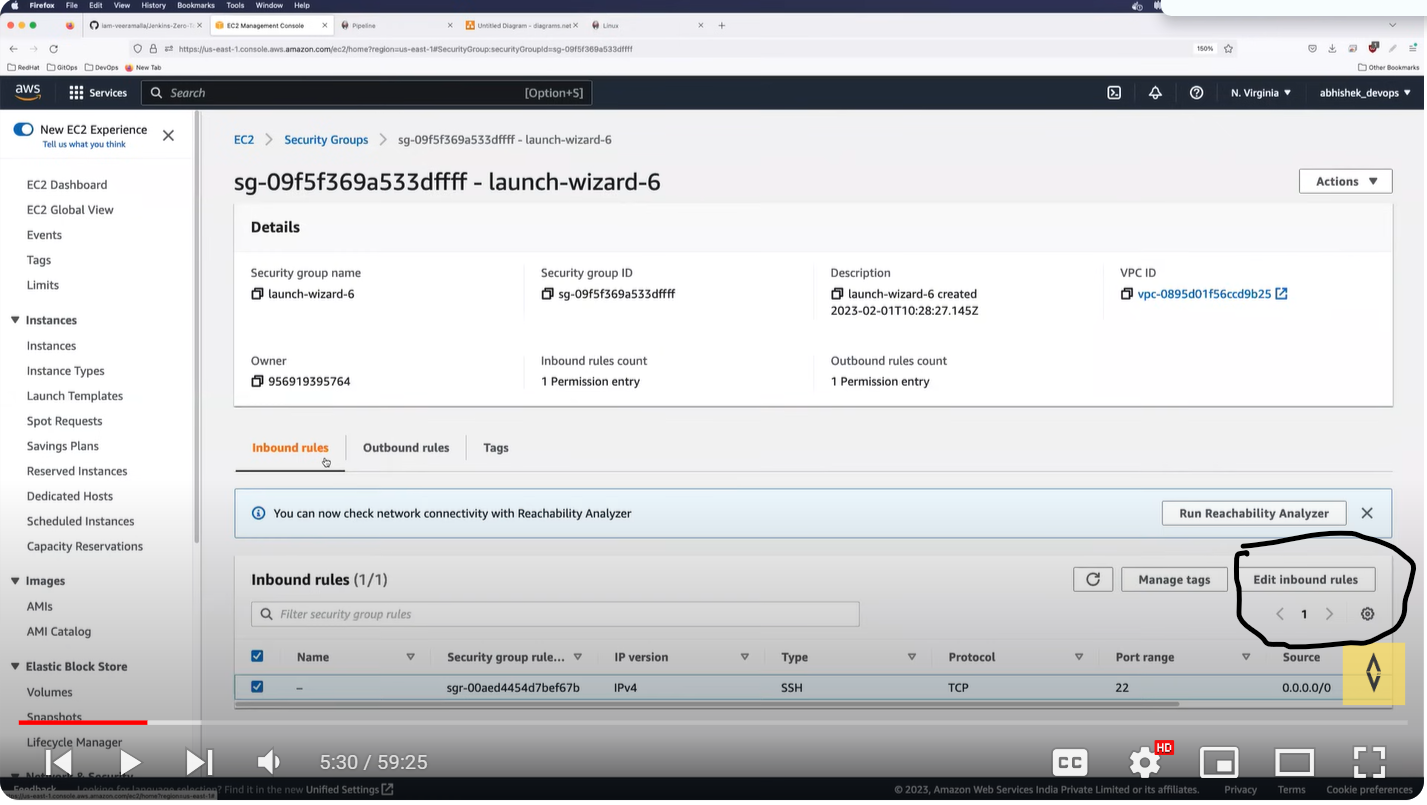 Firefox File Edit View History Bookmarks Tools Window Help
iam-veeramalla/Jenkins-Zero-T
EC2 Management Console
Pipeline
Untitled Diagram - diagrams.net
Linux
https://us-east-1.console.aws.amazon.com/ec2/home?region=us-east-1#SecurityGroup:securityGroupId=sg-09f5f369a533dffff
150%
RedHat GitOps DevOps New Tab
Other Bookmarks
aws
Services
Search
[Option+S]
N. Virginia
abhishek_devops
New EC2 Experience
Tell us what you think
EC2 Dashboard
EC2 Global View
Events
Tags
Limits
Instances
Instances
Instance Types
Launch Templates
Spot Requests
Savings Plans
Reserved Instances
Dedicated Hosts
Scheduled Instances
Capacity Reservations
Images
AMIs
AMI Catalog
Elastic Block Store
Volumes
Snapshots
Lifecycle Manager
Network & Security
EC2 > Security Groups > sg-09f5f369a533dffff - launch-wizard-6
sg-09f5f369a533dffff - launch-wizard-6
Actions
Details
Security group name
launch-wizard-6
Security group ID
sg-09f5f369a533dffff
Description
launch-wizard-6 created
2023-02-01T10:28:27.145Z
VPC ID
vpc-0895d01f56ccd9b25
Owner
956919395764
Inbound rules count
1 Permission entry
Outbound rules count
1 Permission entry
Inbound rules
Outbound rules
Tags
You can now check network connectivity with Reachability Analyzer
Run Reachability Analyzer
Inbound rules (1/1)
Manage tags
Edit inbound rules
Filter security group rules
1
Name Security group rule... IP version Type Protocol Port range Source
– sgr-00aed4454d7bef67b IPv4 SSH TCP 22 0.0.0.0/0
5:30 / 59:25
CC
HD
Feedback Looking for language selection? Find it in the new Unified Settings
© 2023, Amazon Web Services India Private Limited or its affiliates. Privacy Terms Cookie preferences